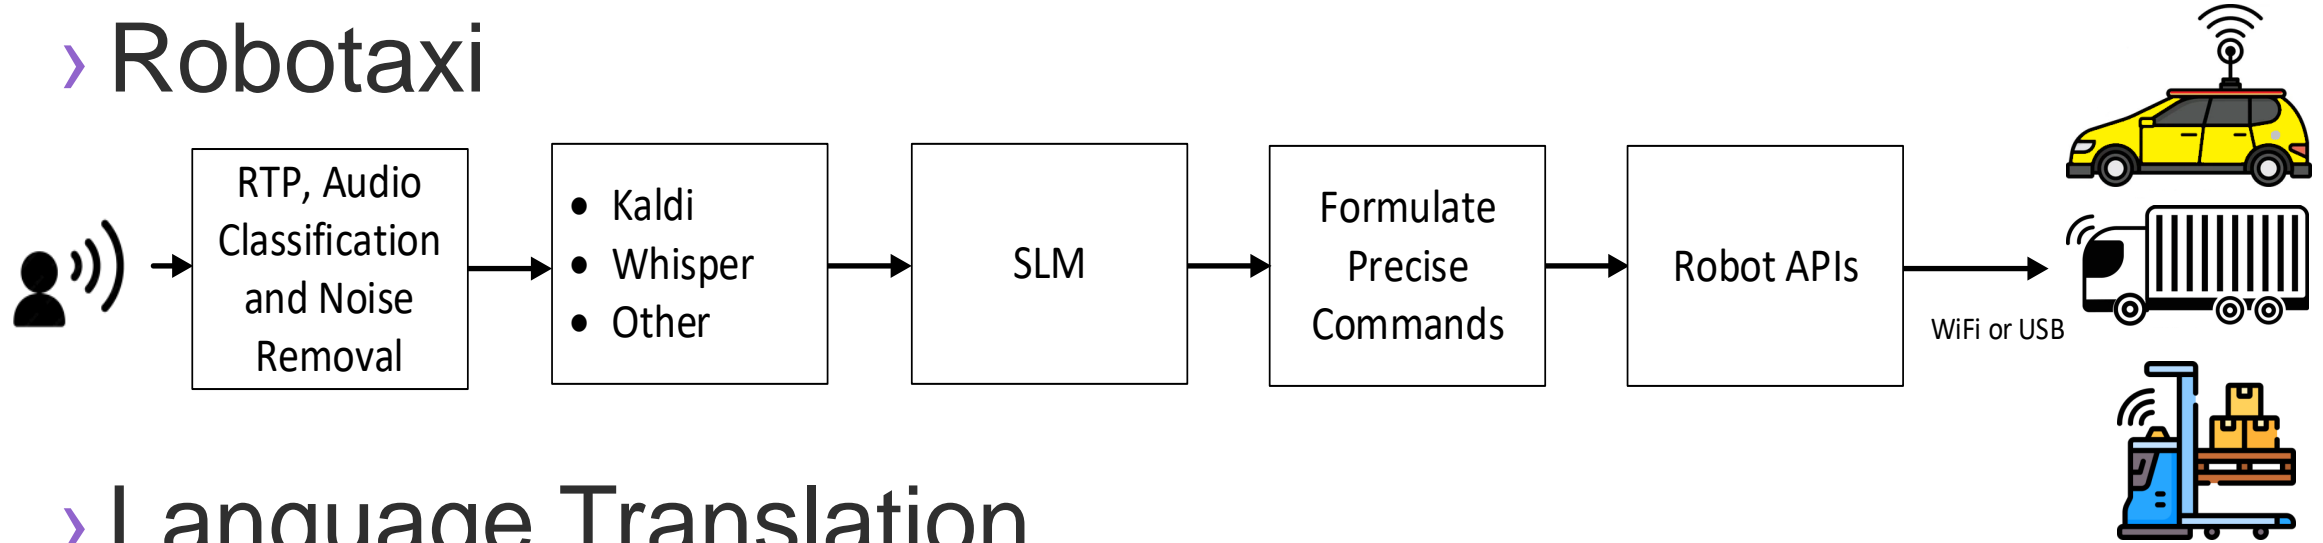 › Robotaxi
RTP, Audio
Classification
and Noise
Removal
• Kaldi
• Whisper
• Other
SLM
Formulate
Precise
Commands
Robot APIs
WiFi or USB
› Language Translation